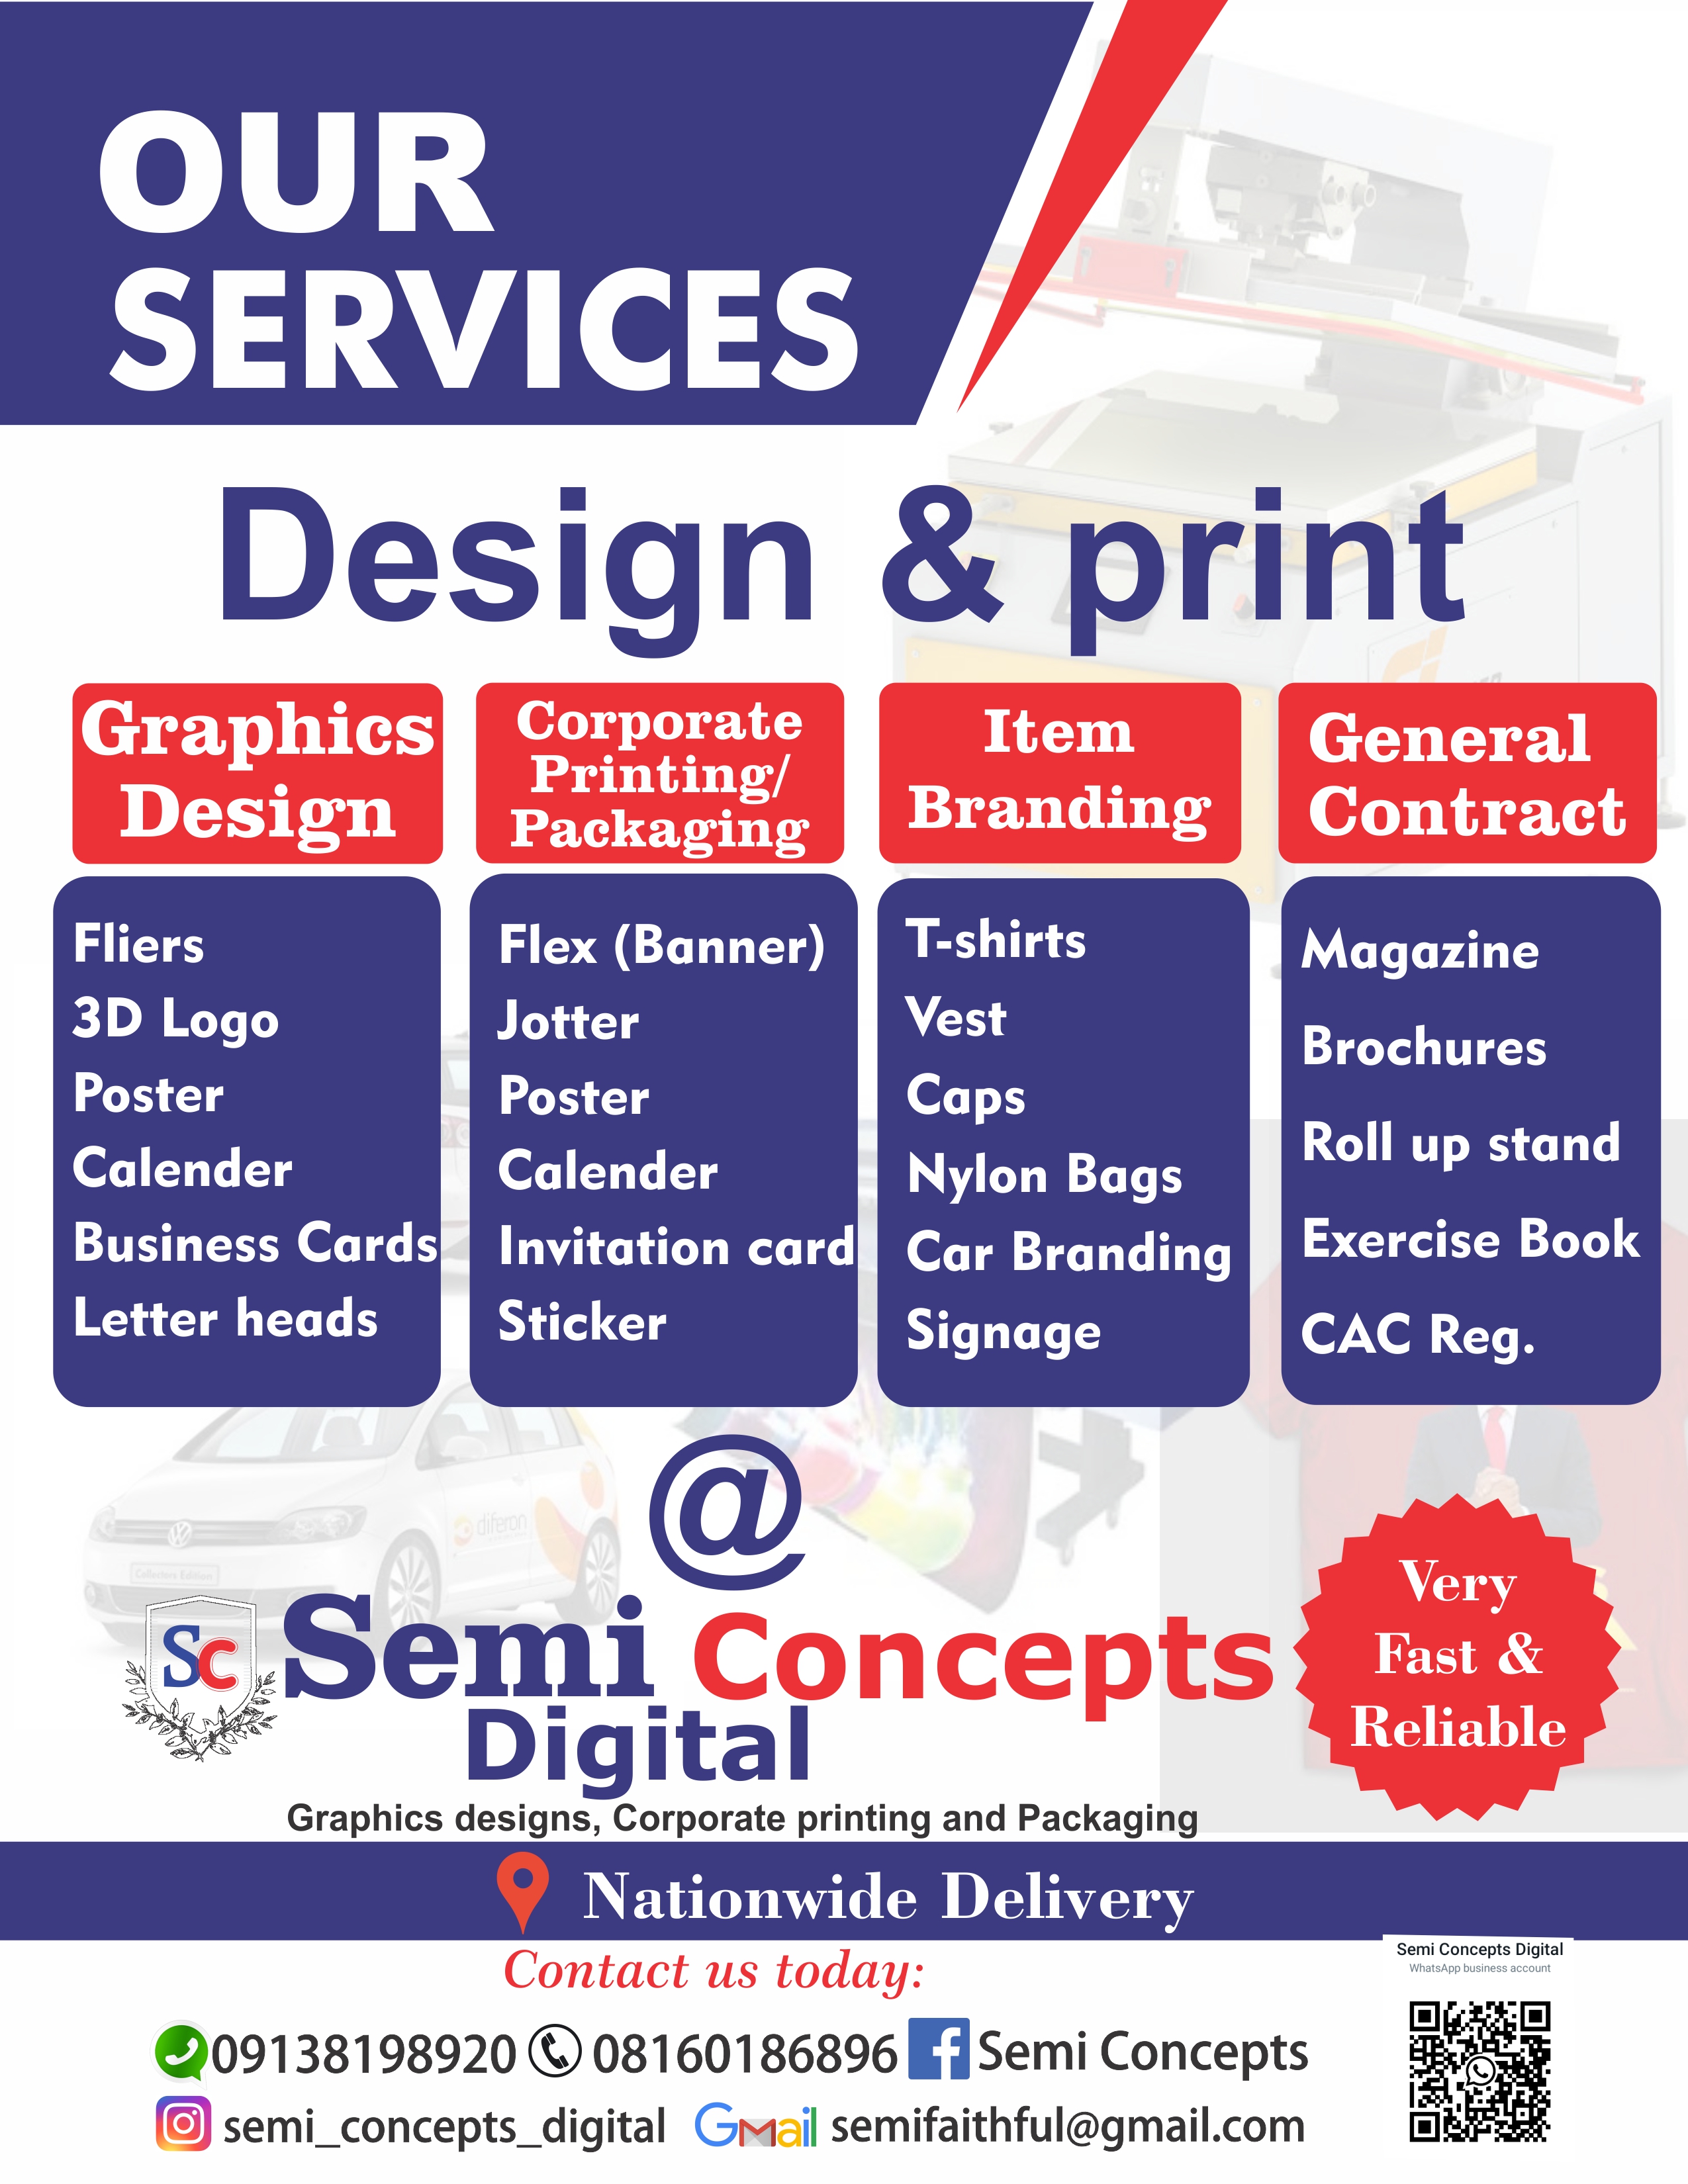 OUR
SERVICES
Design & print
Graphics
Design
Fliers
3D Logo
Poster
Calender
Business Cards
Letter heads
Corporate
Printing/
Packaging
Flex (Banner)
Jotter
Poster
Calender
Invitation card
Sticker
Item
Branding
T-shirts
Vest
Caps
Nylon Bags
Car Branding
Signage
General
Contract
Magazine
Brochures
Roll up stand
Exercise Book
CAC Reg.
diferon
Collectors Edition
@
SC
Semi Concepts
Digital
Graphics designs, Corporate printing and Packaging
Very
Fast &
Reliable
Nationwide Delivery
Contact us today:
09138198920 08160186896 f Semi Concepts
semi_concepts_digital Gmail semifaithful@gmail.com
Semi Concepts Digital
WhatsApp business account